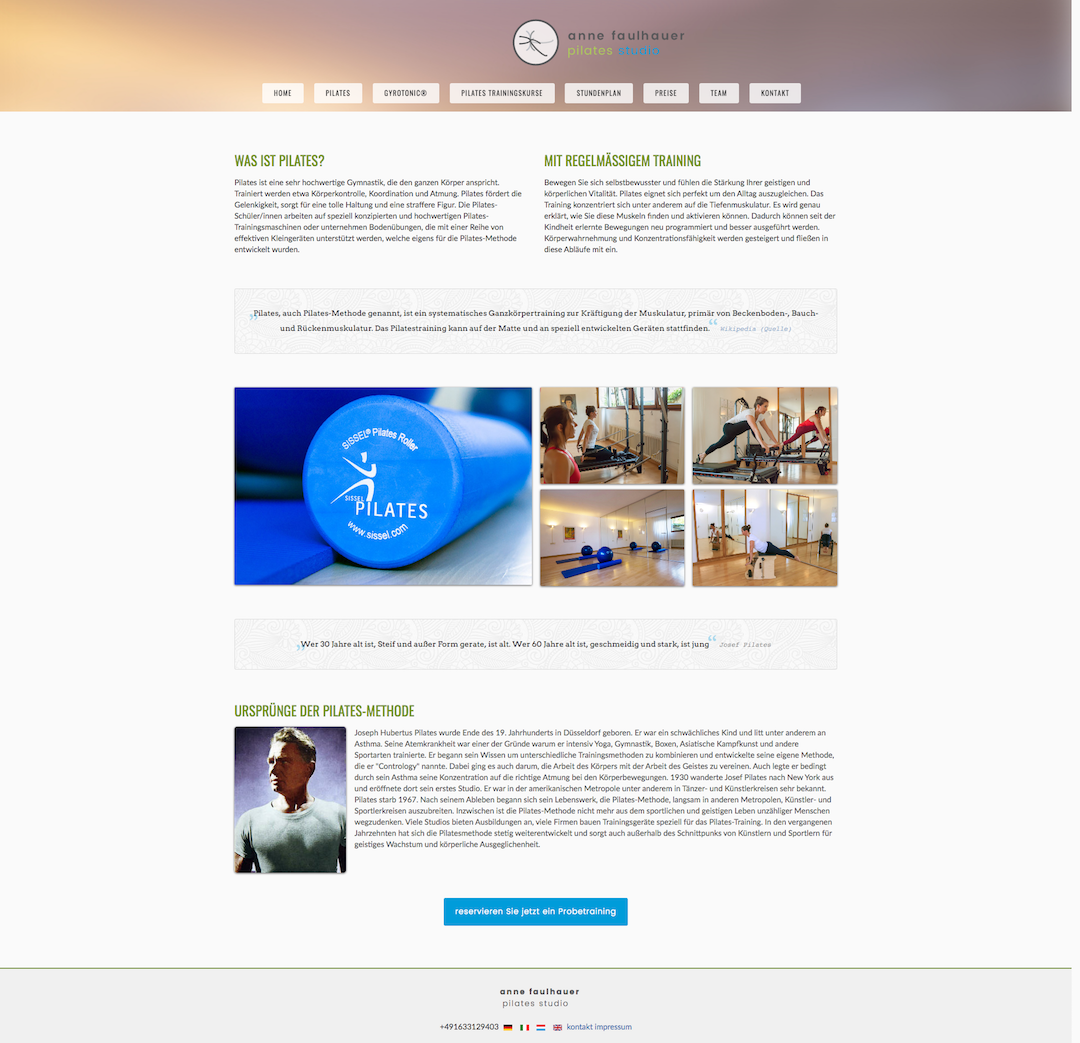 anne faulhauer
pilates studio
HOME PILATES GYROTONIC® PILATES TRAININGSKURSE STUNDENPLAN PREISE TEAM KONTAKT
WAS IST PILATES?
Pilates ist eine sehr hochwertige Gymnastik, die den ganzen Körper anspricht.
Trainiert werden etwa Körperkontrolle, Koordination und Atmung. Pilates fördert die
Gelenkigkeit, sorgt für eine tolle Haltung und eine straffere Figur. Die Pilates-
Schüler/innen arbeiten auf speziell konzipierten und hochwertigen Pilates-
Trainingsmaschinen oder unternehmen Bodenübungen, die mit einer Reihe von
effektiven Kleingeräten unterstützt werden, welche eigens für die Pilates-Methode
entwickelt wurden.
MIT REGELMÄSSIGEM TRAINING
Bewegen Sie sich selbstbewusster und fühlen die Stärkung Ihrer geistigen und
körperlichen Vitalität. Pilates eignet sich perfekt um den Alltag auszugleichen. Das
Training konzentriert sich unter anderem auf die Tiefenmuskulatur. Es wird genau
erklärt, wie Sie diese Muskeln finden und aktivieren können. Dadurch können seit der
Kindheit erlernte Bewegungen neu programmiert und besser ausgeführt werden.
Körperwahrnehmung und Konzentrationsfähigkeit werden gesteigert und fließen in
diese Abläufe mit ein.
„Pilates, auch Pilates-Methode genannt, ist ein systematisches Ganzkörpertraining zur Kräftigung der Muskulatur, primär von Beckenboden-, Bauch-
und Rückenmuskulatur. Das Pilatestraining kann auf der Matte und an speziell entwickelten Geräten stattfinden.“ Wikipedia (Quelle)
SISSEL® Pilates Roller
SISSEL
PILATES
www.sissel.com
„Wer 30 Jahre alt ist, Steif und außer Form gerate, ist alt. Wer 60 Jahre alt ist, geschmeidig und stark, ist jung“ Josef Pilates
URSPRÜNGE DER PILATES-METHODE
Joseph Hubertus Pilates wurde Ende des 19. Jahrhunderts in Düsseldorf geboren. Er war ein schwächliches Kind und litt unter anderem an
Asthma. Seine Atemkrankheit war einer der Gründe warum er intensiv Yoga, Gymnastik, Boxen, Asiatische Kampfkunst und andere
Sportarten trainierte. Er begann sein Wissen um unterschiedliche Trainingsmethoden zu kombinieren und entwickelte seine eigene Methode,
die er "Contrology" nannte. Dabei ging es auch darum, die Arbeit des Körpers mit der Arbeit des Geistes zu vereinen. Auch legte er bedingt
durch sein Asthma seine Konzentration auf die richtige Atmung bei den Körperbewegungen. 1930 wanderte Josef Pilates nach New York aus
und eröffnete dort sein erstes Studio. Er war in der amerikanischen Metropole unter anderem in Tänzer- und Künstlerkreisen sehr bekannt.
Pilates starb 1967. Nach seinem Ableben begann sich sein Lebenswerk, die Pilates-Methode, langsam in anderen Metropolen, Künstler- und
Sportlerkreisen auszubreiten. Inzwischen ist die Pilates-Methode nicht mehr aus dem sportlichen und geistigen Leben unzähliger Menschen
wegzudenken. Viele Studios bieten Ausbildungen an, viele Firmen bauen Trainingsgeräte speziell für das Pilates-Training. In den vergangenen
Jahrzehnten hat sich die Pilatesmethode stetig weiterentwickelt und sorgt auch außerhalb des Schnittpunks von Künstlern und Sportlern für
geistiges Wachstum und körperliche Ausgeglichenheit.
reservieren Sie jetzt ein Probetraining
anne faulhauer
pilates studio
+491633129403 kontakt impressum